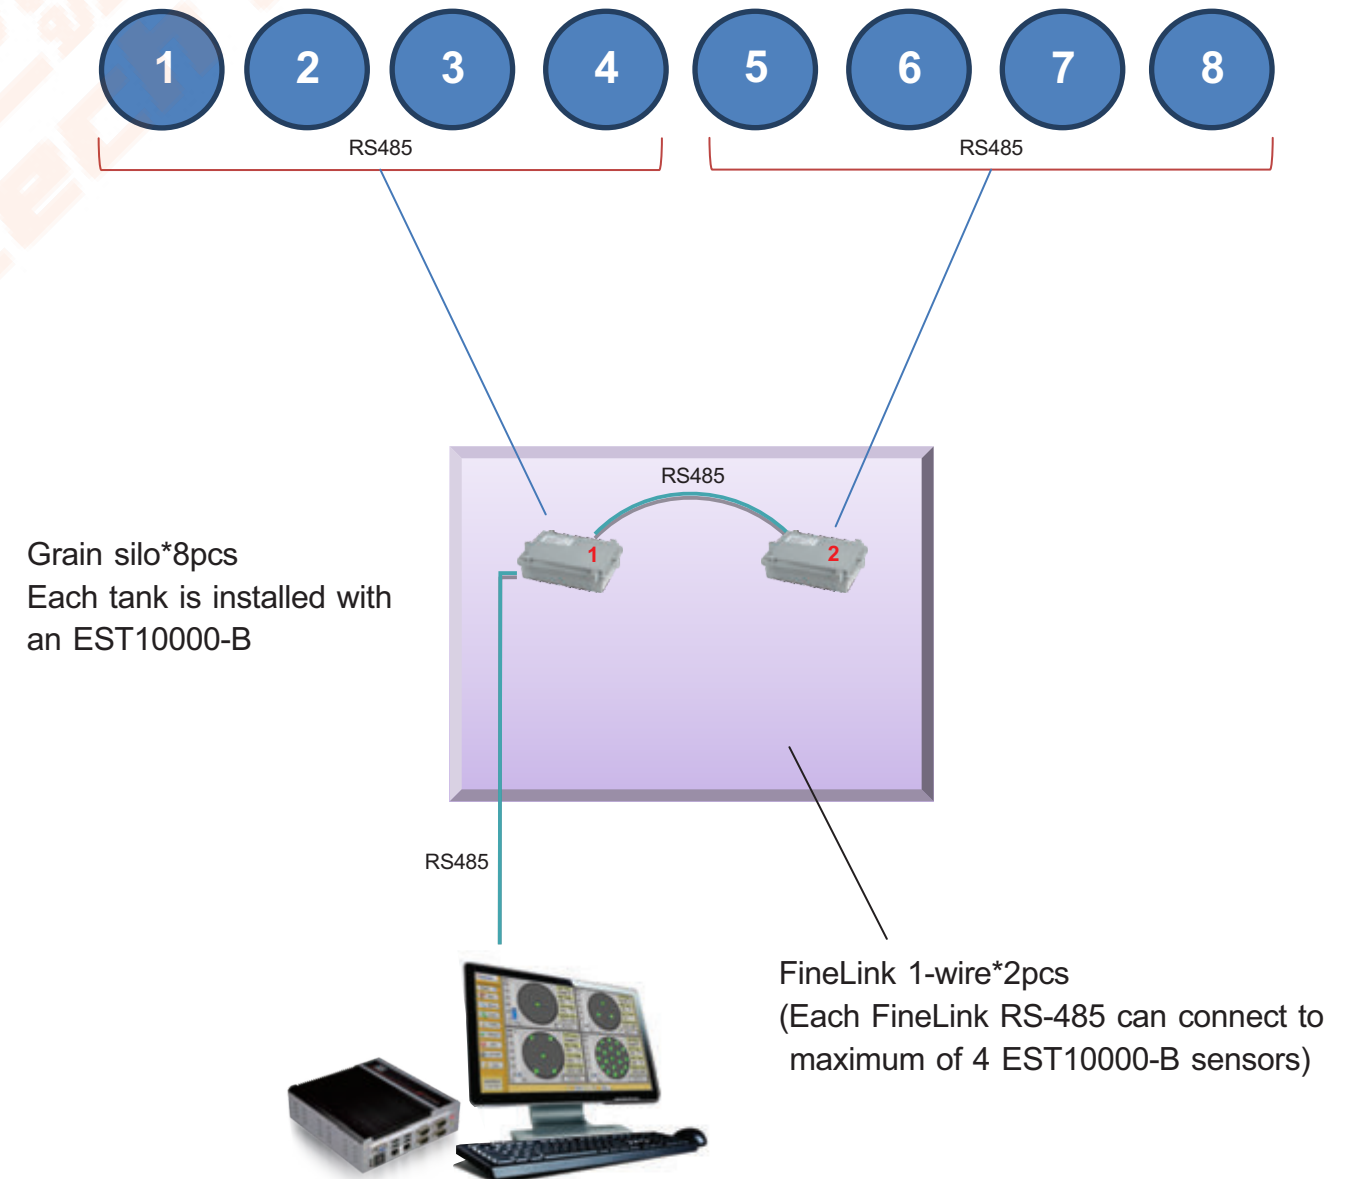 1 2 3 4 5 6 7 8
RS485 RS485
RS485
1 2
Grain silo*8pcs
Each tank is installed with
an EST10000-B
RS485
FineLink 1-wire*2pcs
(Each FineLink RS-485 can connect to
maximum of 4 EST10000-B sensors)